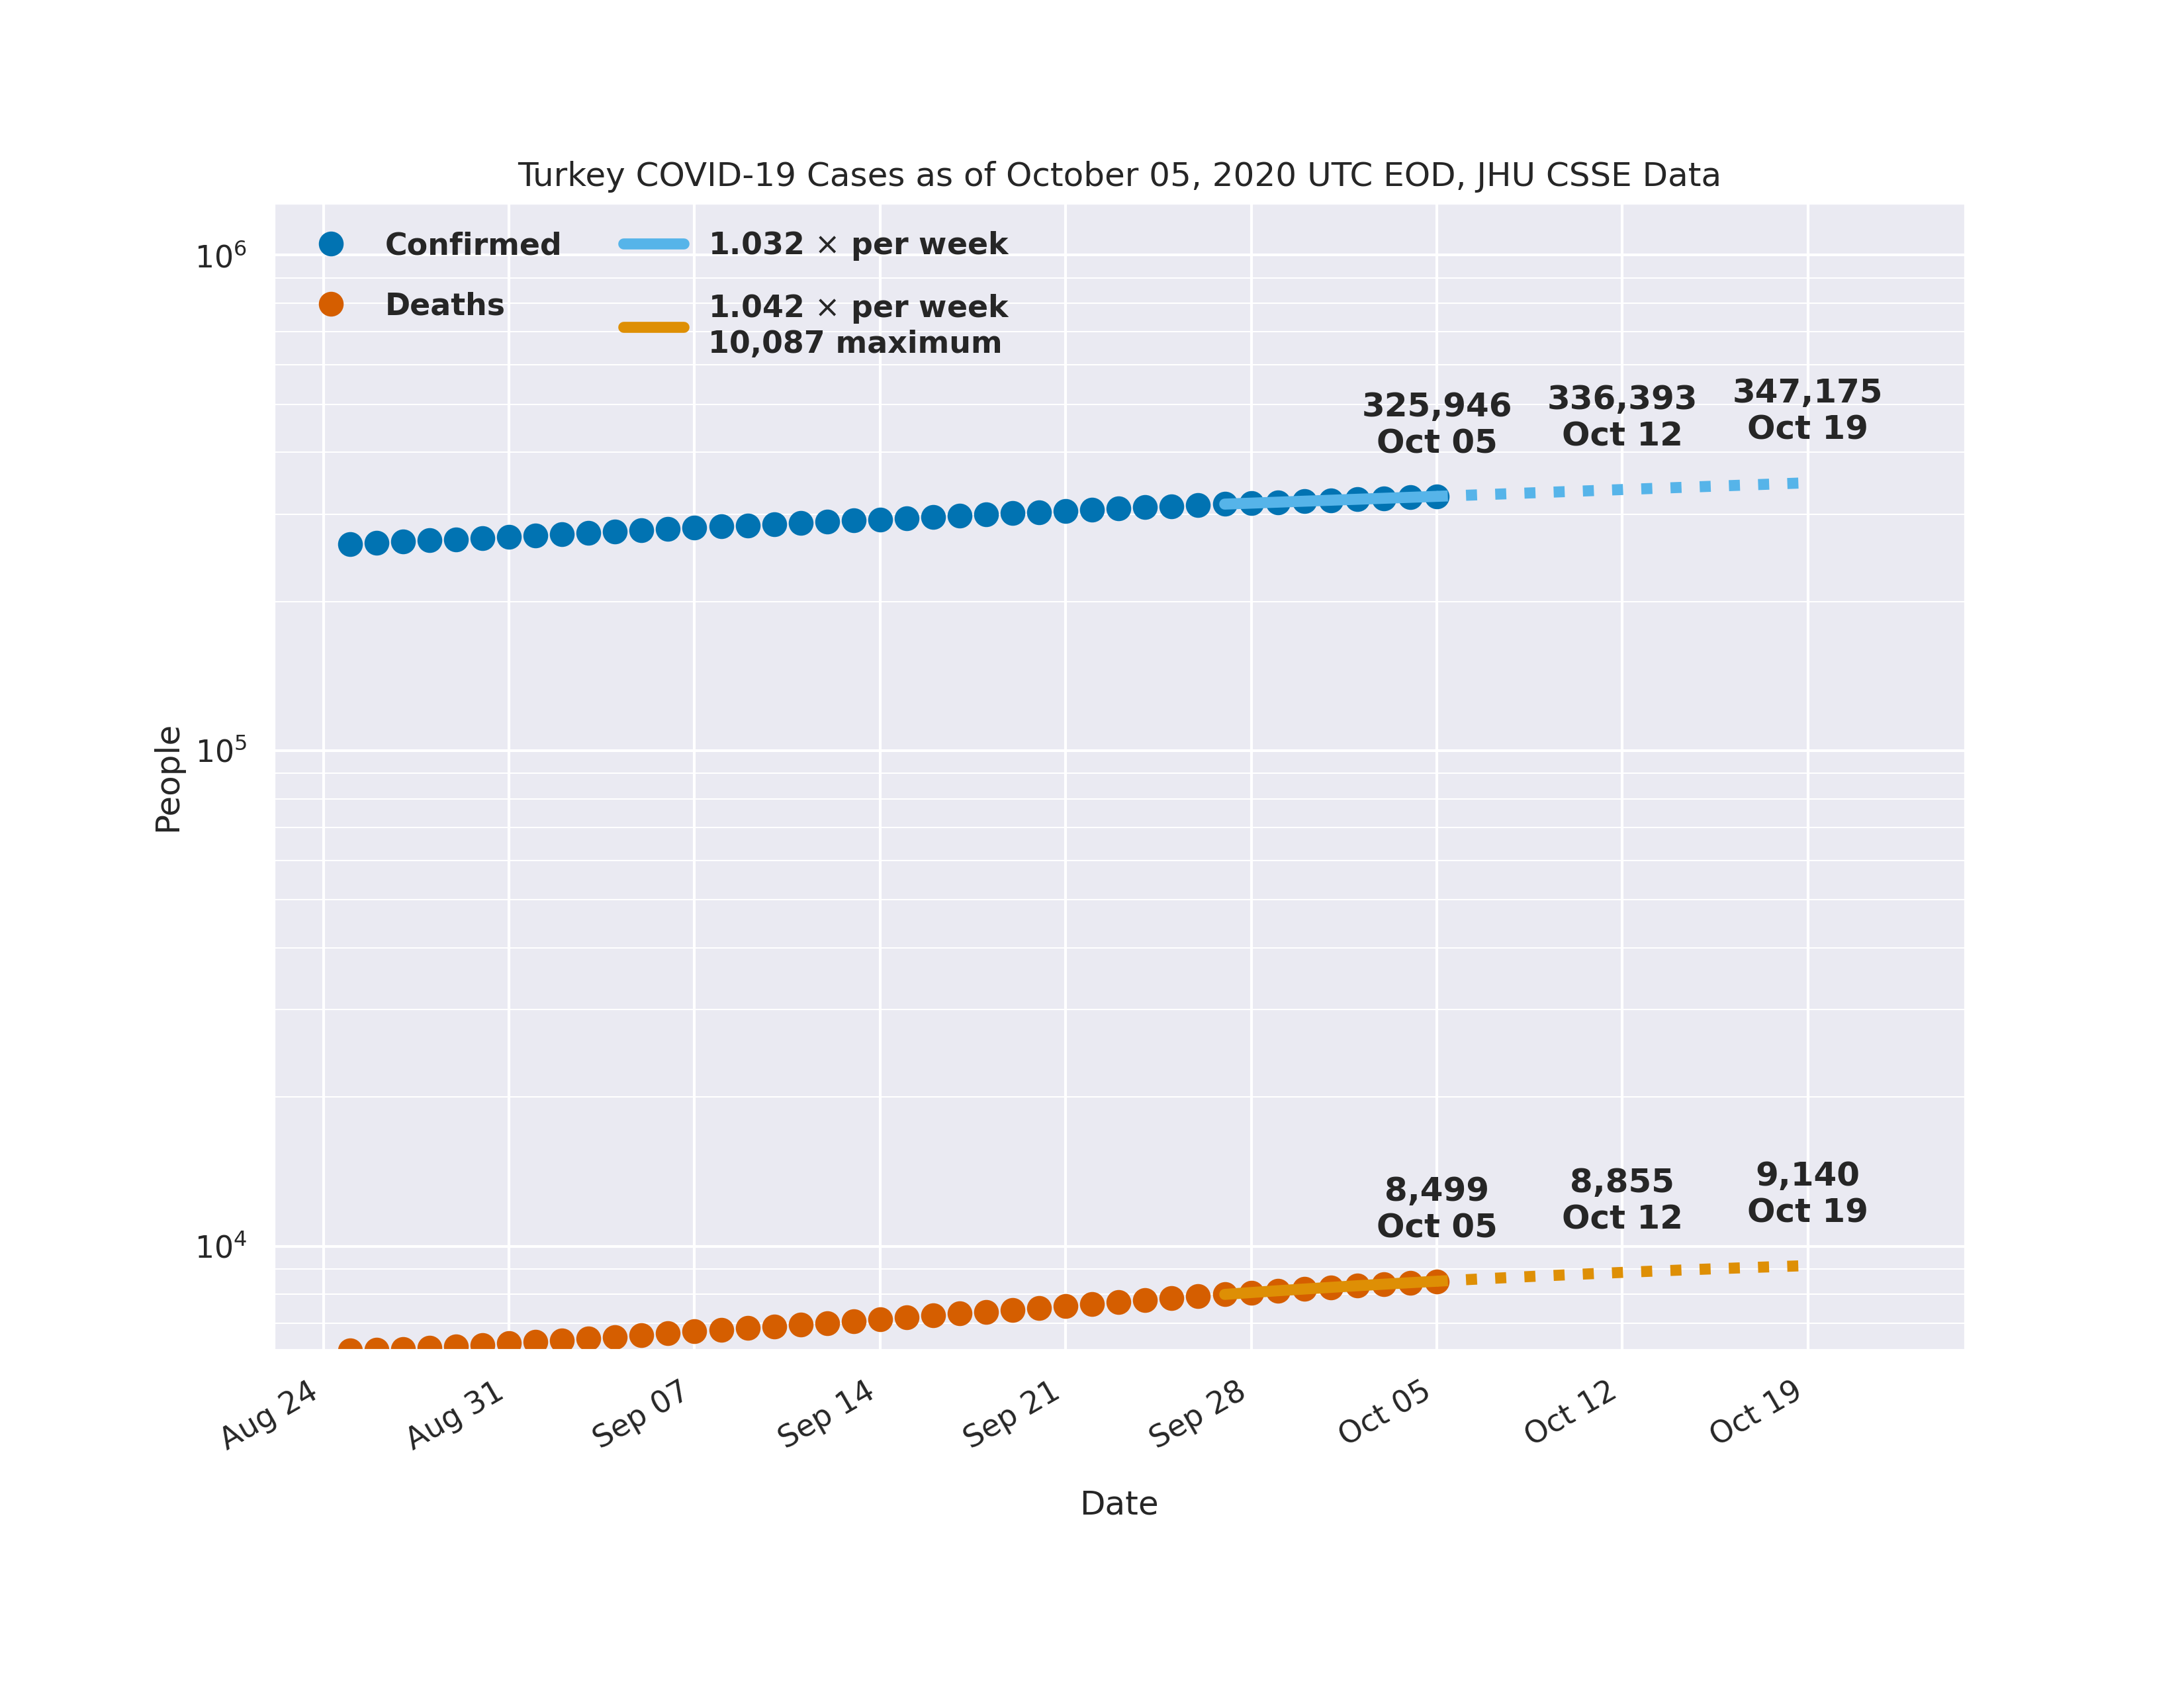 Turkey COVID-19 Cases as of October 05, 2020 UTC EOD, JHU CSSE Data
Confirmed
Deaths
1.032 × per week
1.042 × per week
10,087 maximum
325,946
Oct 05
336,393
Oct 12
347,175
Oct 19
8,499
Oct 05
8,855
Oct 12
9,140
Oct 19
People
10⁶
10⁵
10⁴
Aug 24
Aug 31
Sep 07
Sep 14
Sep 21
Sep 28
Oct 05
Oct 12
Oct 19
Date